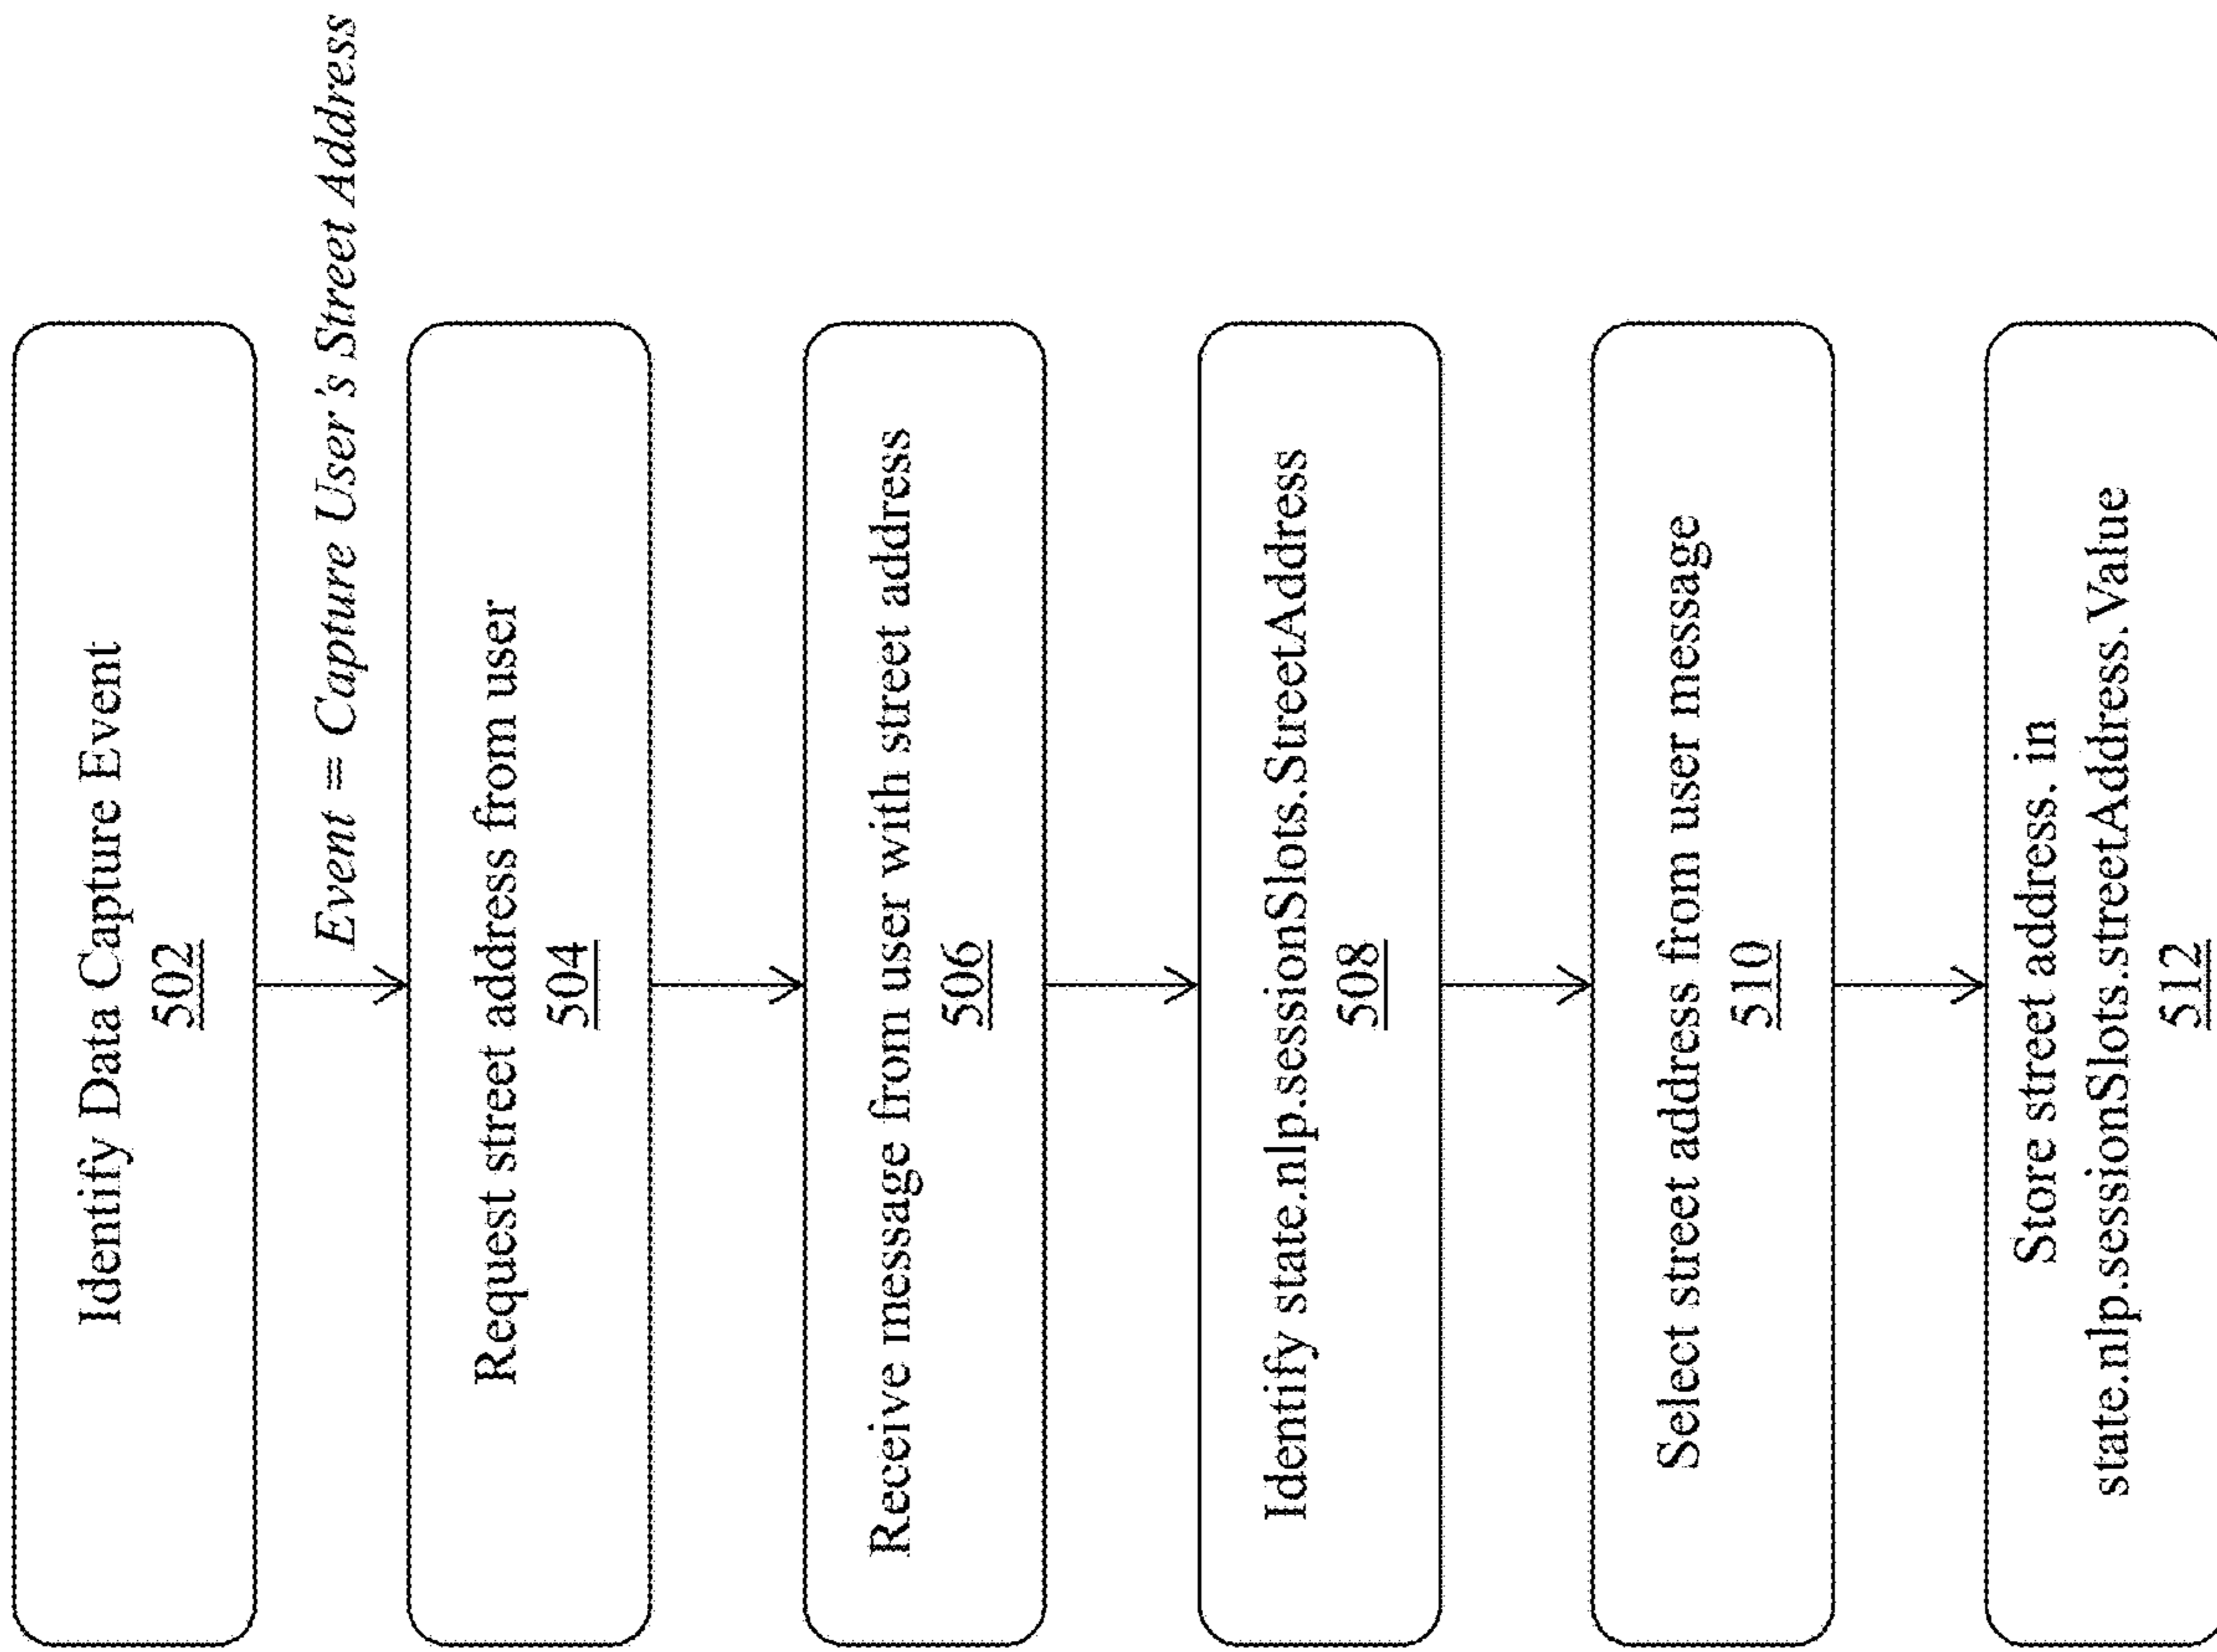 Identify Data Capture Event
502
Event = Capture User's Street Address
Request street address from user
504
Receive message from user with street address
506
Identify state.nlp.sessionSlots.StreetAddress
508
Select street address from user message
510
Store street address. in
state.nlp.sessionSlots.streetAddress.Value
512